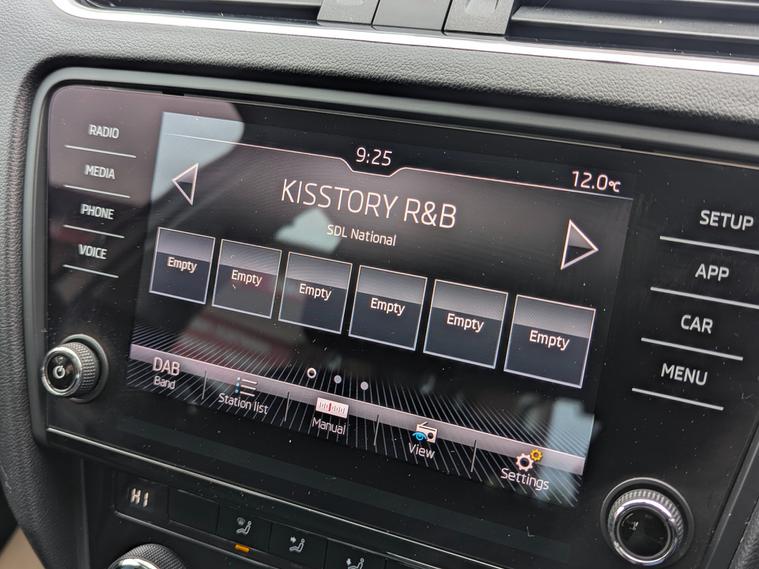 RADIO
MEDIA
PHONE
VOICE
9:25
12.0°C
KISSTORY R&B
SDL National
Empty
Empty
Empty
Empty
Empty
Empty
DAB
Band
Station list
Manual
View
Settings
SETUP
APP
CAR
MENU
HI